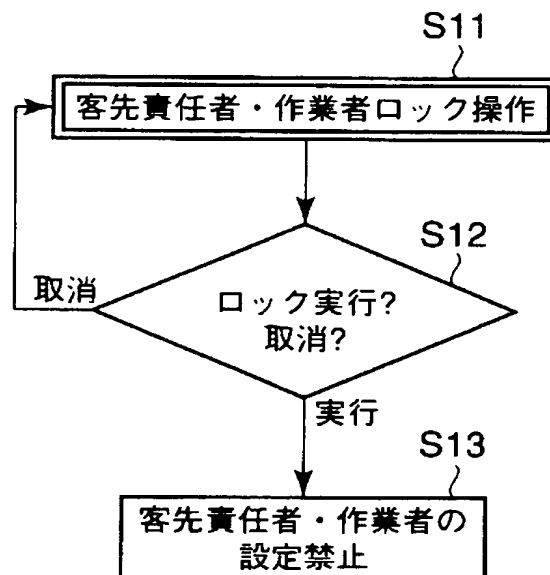 S11
客先責任者・作業者ロック操作
S12
取消
ロック実行?
取消?
実行
S13
客先責任者・作業者の
設定禁止